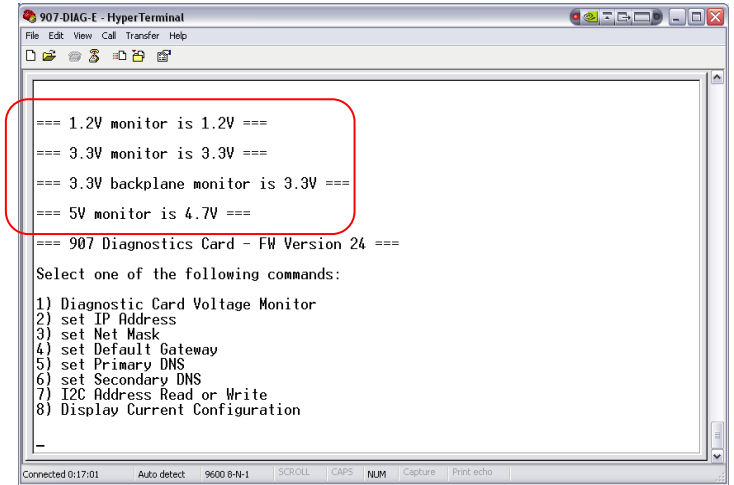 907-DIAG-E - HyperTerminal
File Edit View Call Transfer Help
=== 1.2V monitor is 1.2V ===
=== 3.3V monitor is 3.3V ===
=== 3.3V backplane monitor is 3.3V ===
=== 5V monitor is 4.7V ===
=== 907 Diagnostics Card - FW Version 24 ===
Select one of the following commands:
1) Diagnostic Card Voltage Monitor
2) set IP Address
3) set Net Mask
4) set Default Gateway
5) set Primary DNS
6) set Secondary DNS
7) I2C Address Read or Write
8) Display Current Configuration
_
Connected 0:17:01 Auto detect 9600 8-N-1 SCROLL CAPS NUM Capture Print echo